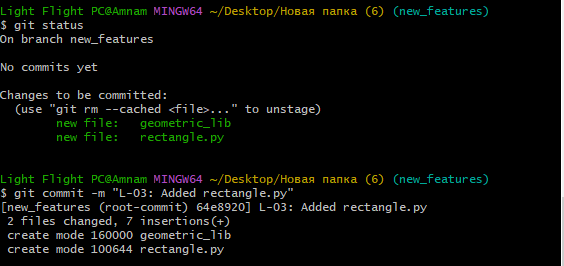 Light Flight PC@Amnam MINGW64 ~/Desktop/Новая папка (6) (new_features)
$ git status
On branch new_features
No commits yet
Changes to be committed:
  (use "git rm --cached <file>..." to unstage)
        new file:   geometric_lib
        new file:   rectangle.py
Light Flight PC@Amnam MINGW64 ~/Desktop/Новая папка (6) (new_features)
$ git commit -m "L-03: Added rectangle.py"
[new_features (root-commit) 64e8920] L-03: Added rectangle.py
 2 files changed, 7 insertions(+)
 create mode 160000 geometric_lib
 create mode 100644 rectangle.py